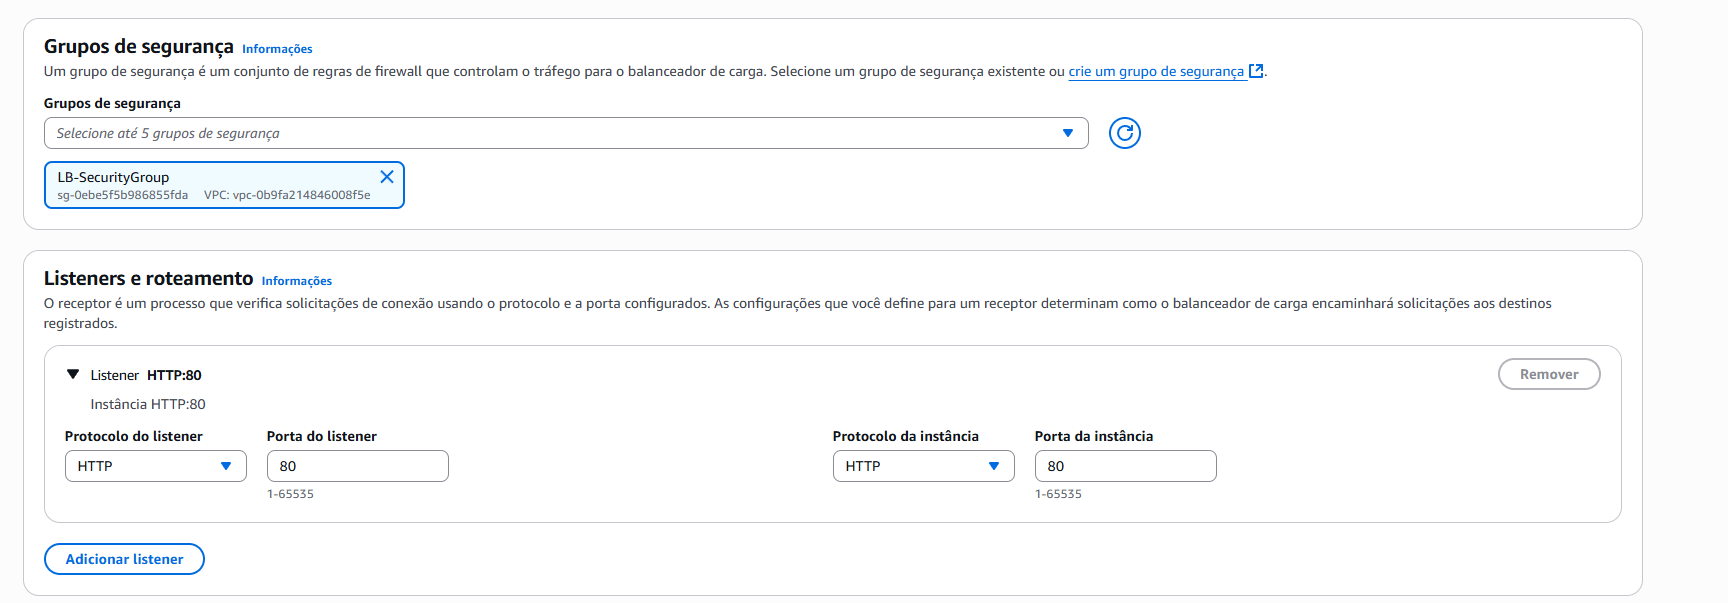 Grupos de segurança Informações
Um grupo de segurança é um conjunto de regras de firewall que controlam o tráfego para o balanceador de carga. Selecione um grupo de segurança existente ou crie um grupo de segurança.
Grupos de segurança
Selecione até 5 grupos de segurança
LB-SecurityGroup
sg-0ebe5f5b986855fda VPC: vpc-0b9fa214846008f5e
Listeners e roteamento Informações
O receptor é um processo que verifica solicitações de conexão usando o protocolo e a porta configurados. As configurações que você define para um receptor determinam como o balanceador de carga encaminhará solicitações aos destinos
registrados.
Listener HTTP:80 Remover
Instância HTTP:80
Protocolo do listener Porta do listener Protocolo da instância Porta da instância
HTTP 80 HTTP 80
1-65535 1-65535
Adicionar listener